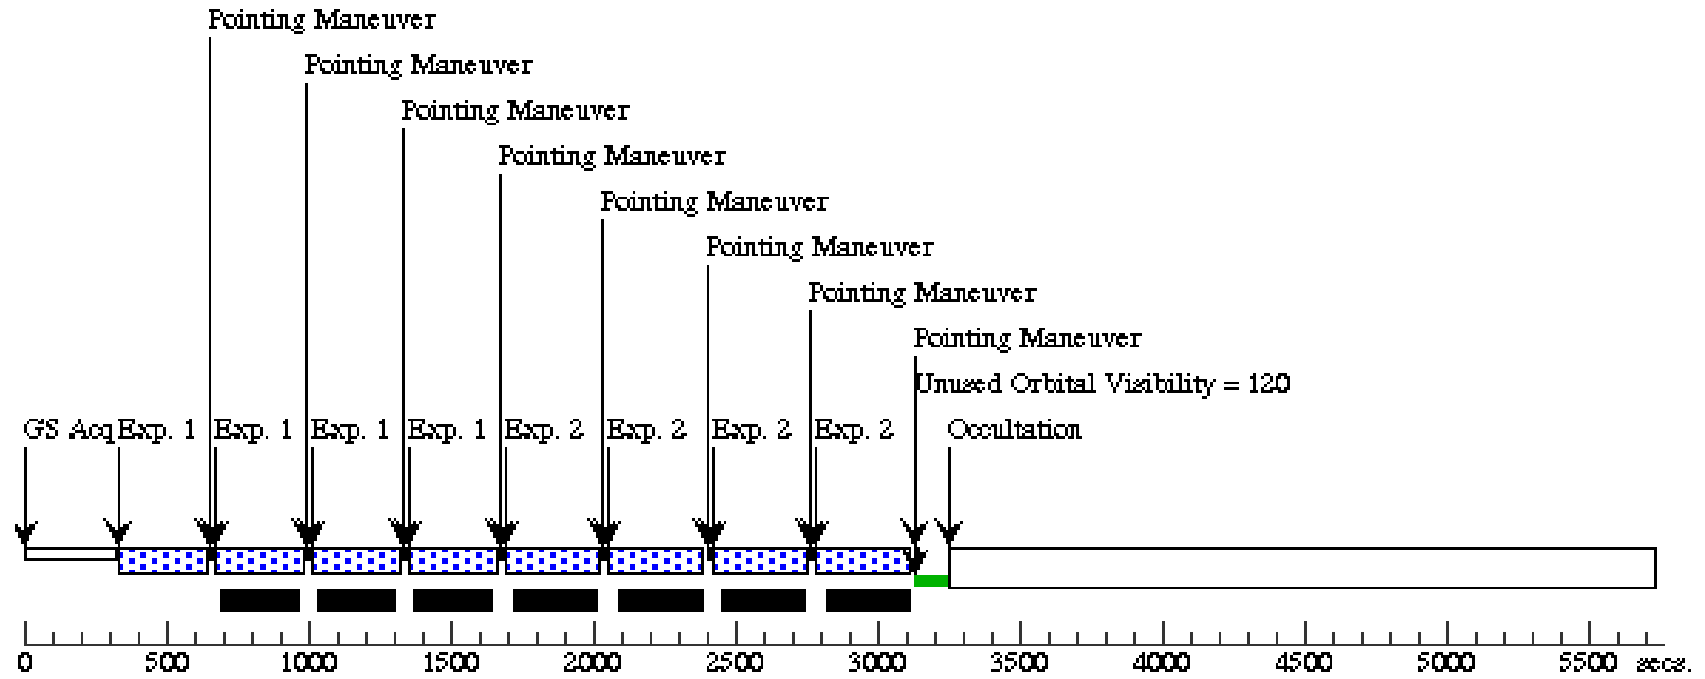 Pointing Maneuver
Pointing Maneuver
Pointing Maneuver
Pointing Maneuver
Pointing Maneuver
Pointing Maneuver
Pointing Maneuver
Pointing Maneuver
Unused Orbital Visibility = 120
GS Acq Exp. 1 Exp. 1 Exp. 1 Exp. 1 Exp. 2 Exp. 2 Exp. 2 Exp. 2 Occultation
0 500 1000 1500 2000 2500 3000 3500 4000 4500 5000 5500 secs.